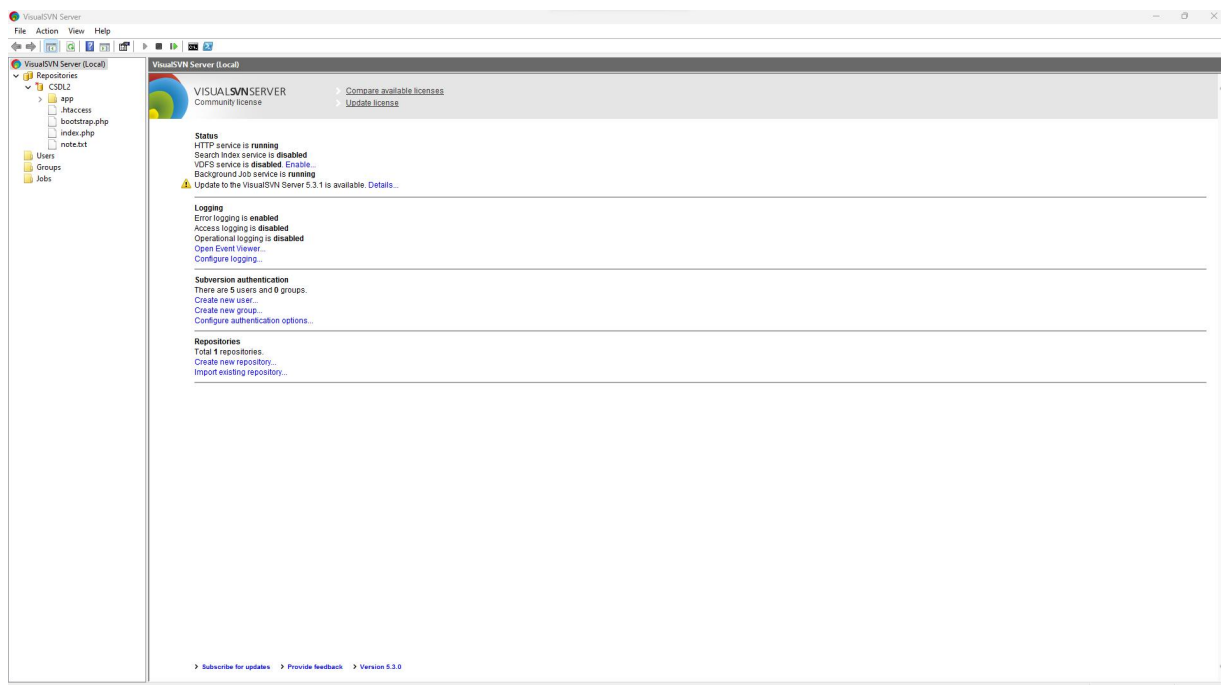 VisualSVN Server
File Action View Help
VisualSVN Server (Local)
Repositories
CSDL2
app
.htaccess
bootstrap.php
index.php
note.txt
Users
Groups
Jobs
VisualSVN Server (Local)
VISUALSVNSERVER
Community license
Compare available licenses
Update license
Status
HTTP service is running
Search Index service is disabled
VDFS service is disabled. Enable...
Background Job service is running
Update to the VisualSVN Server 5.3.1 is available. Details...
Logging
Error logging is enabled
Access logging is disabled
Operational logging is disabled
Open Event Viewer...
Configure logging...
Subversion authentication
There are 5 users and 0 groups.
Create new user...
Create new group...
Configure authentication options...
Repositories
Total 1 repositories.
Create new repository...
Import existing repository...
Subscribe for updates Provide feedback Version 5.3.0